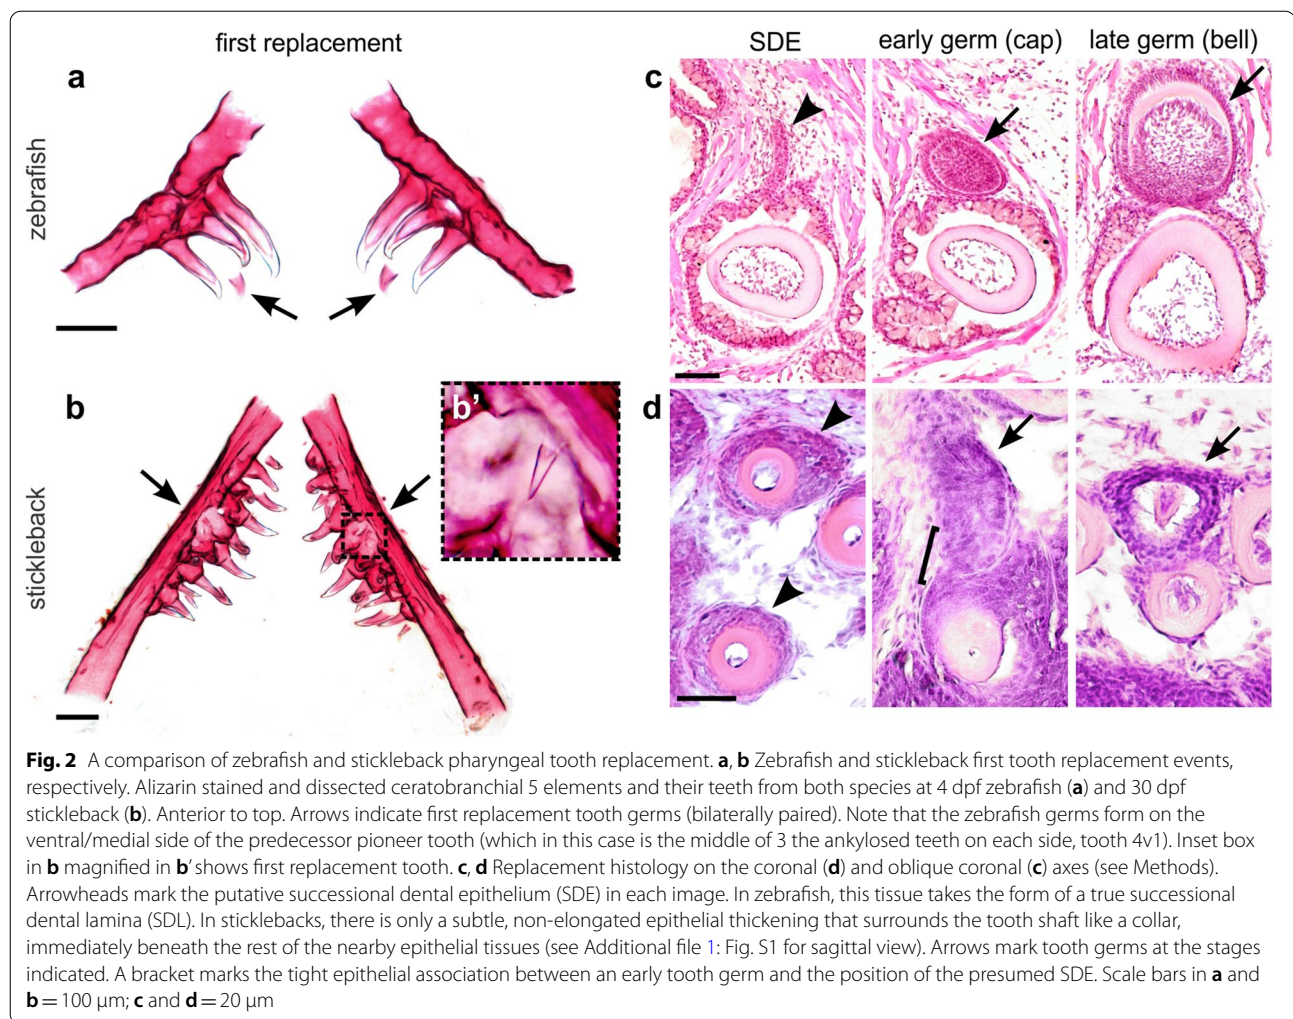 first replacement
SDE
early germ (cap)
late germ (bell)
a
c
zebrafish
b
b’
d
stickleback
Fig. 2 A comparison of zebrafish and stickleback pharyngeal tooth replacement. a, b Zebrafish and stickleback first tooth replacement events,
respectively. Alizarin stained and dissected ceratobranchial 5 elements and their teeth from both species at 4 dpf zebrafish (a) and 30 dpf
stickleback (b). Anterior to top. Arrows indicate first replacement tooth germs (bilaterally paired). Note that the zebrafish germs form on the
ventral/medial side of the predecessor pioneer tooth (which in this case is the middle of 3 the ankylosed teeth on each side, tooth 4v1). Inset box
in b magnified in b’ shows first replacement tooth. c, d Replacement histology on the coronal (d) and oblique coronal (c) axes (see Methods).
Arrowheads mark the putative successional dental epithelium (SDE) in each image. In zebrafish, this tissue takes the form of a true successional
dental lamina (SDL). In sticklebacks, there is only a subtle, non-elongated epithelial thickening that surrounds the tooth shaft like a collar,
immediately beneath the rest of the nearby epithelial tissues (see Additional file 1: Fig. S1 for sagittal view). Arrows mark tooth germs at the stages
indicated. A bracket marks the tight epithelial association between an early tooth germ and the position of the presumed SDE. Scale bars in a and
b = 100 μm; c and d = 20 μm